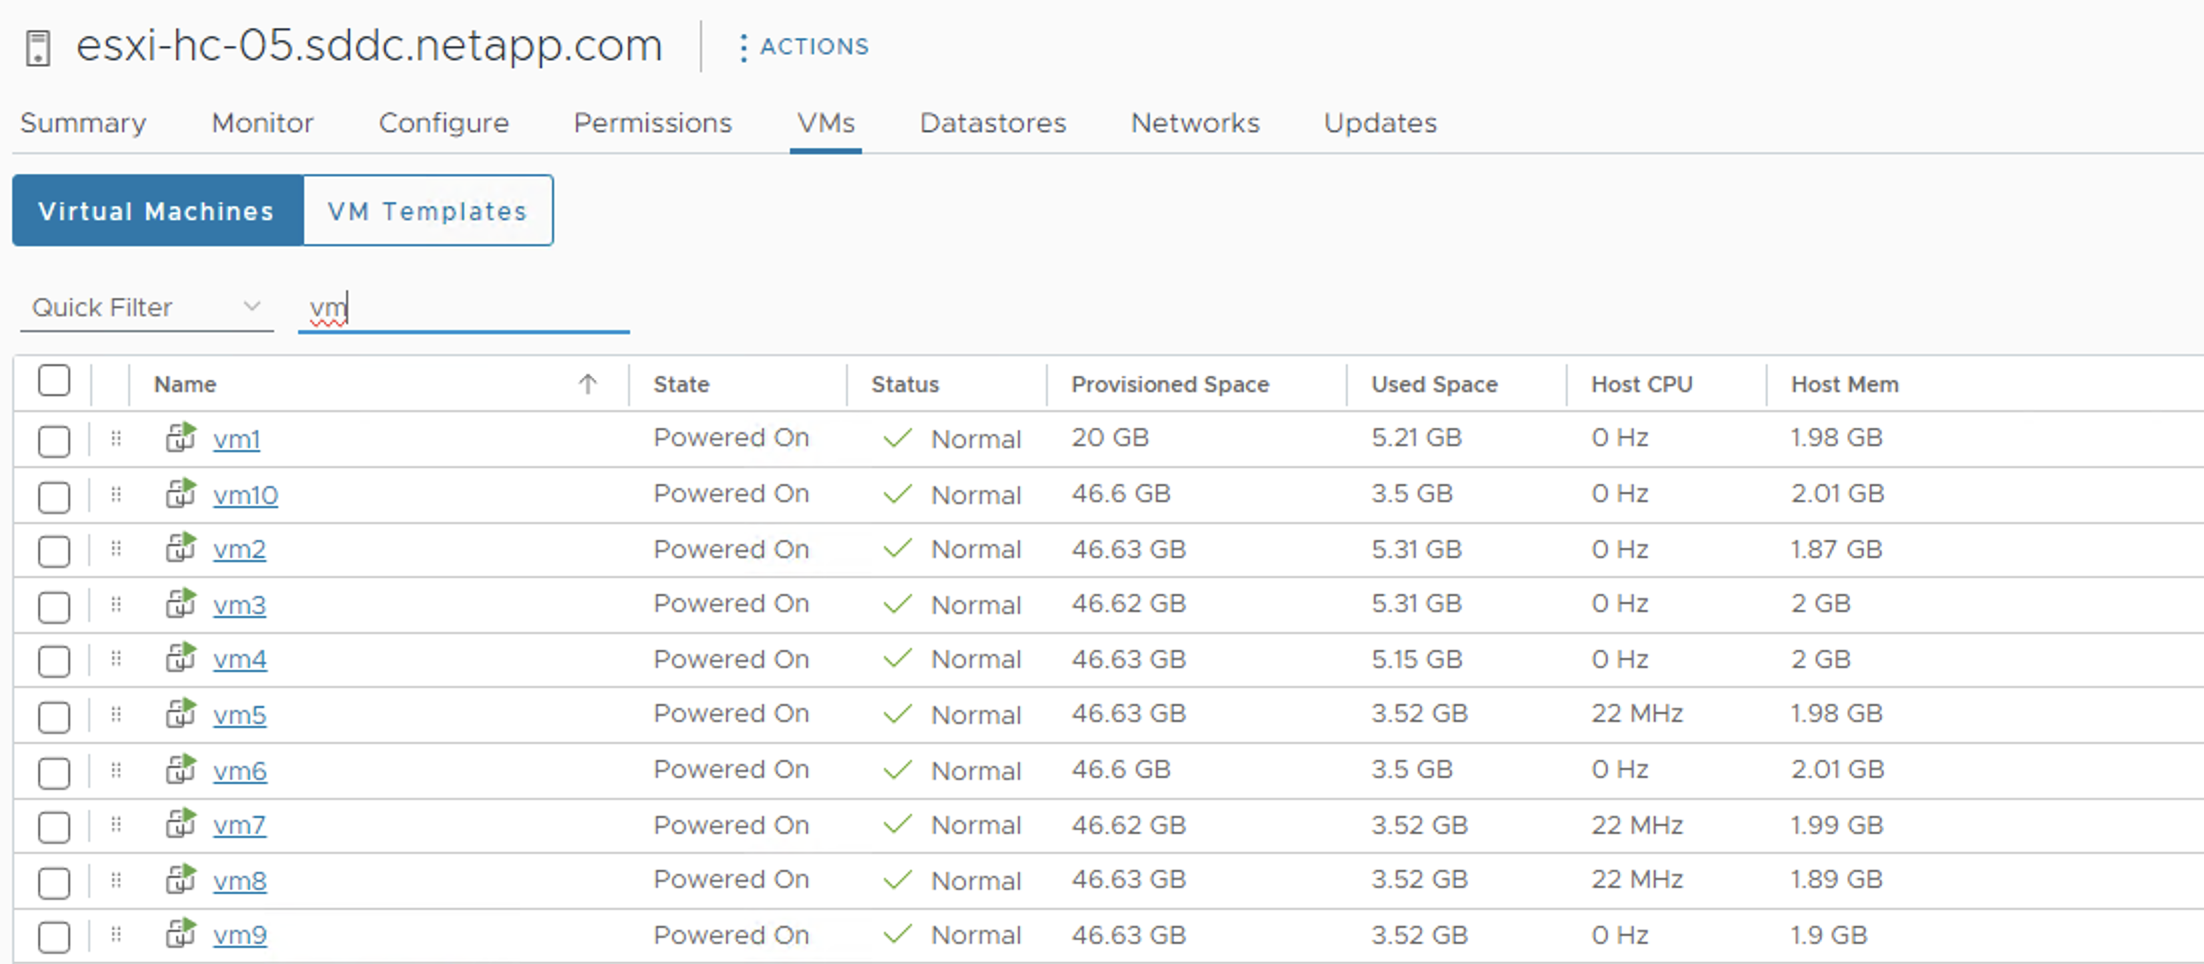 esxi-hc-05.sddc.netapp.com ACTIONS
Summary Monitor Configure Permissions VMs Datastores Networks Updates
Virtual Machines VM Templates
Quick Filter vm
Name State Status Provisioned Space Used Space Host CPU Host Mem
vm1 Powered On Normal 20 GB 5.21 GB 0 Hz 1.98 GB
vm10 Powered On Normal 46.6 GB 3.5 GB 0 Hz 2.01 GB
vm2 Powered On Normal 46.63 GB 5.31 GB 0 Hz 1.87 GB
vm3 Powered On Normal 46.62 GB 5.31 GB 0 Hz 2 GB
vm4 Powered On Normal 46.63 GB 5.15 GB 0 Hz 2 GB
vm5 Powered On Normal 46.63 GB 3.52 GB 22 MHz 1.98 GB
vm6 Powered On Normal 46.6 GB 3.5 GB 0 Hz 2.01 GB
vm7 Powered On Normal 46.62 GB 3.52 GB 22 MHz 1.99 GB
vm8 Powered On Normal 46.63 GB 3.52 GB 22 MHz 1.89 GB
vm9 Powered On Normal 46.63 GB 3.52 GB 0 Hz 1.9 GB